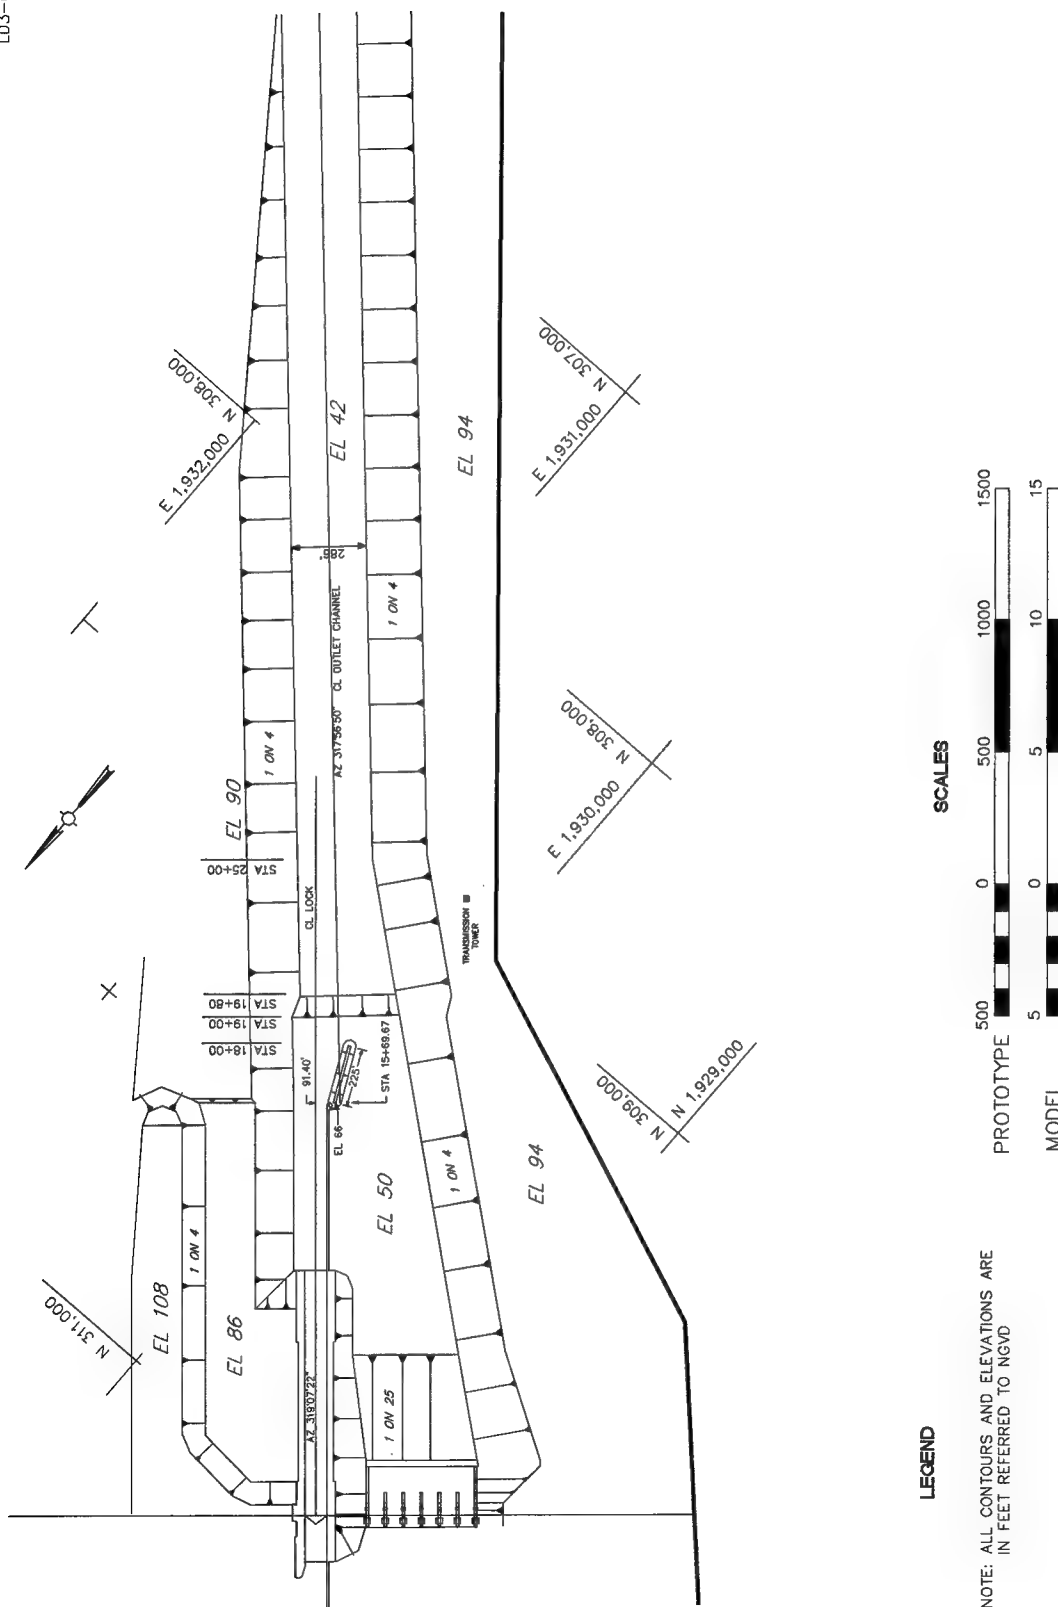 LD3-
N 308,000
E 1,932,000
N 307,000
E 1,931,000
EL 42
EL 94
286'
1 ON 4
AZ 317°56'50" CL OUTLET CHANNEL
1 ON 4
EL 90
N 308,000
E 1,930,000
STA 25+00
CL LOCK
TRANSMISSION
TOWER
STA 19+80
STA 19+00
STA 18+00
91.40'
225'
STA 15+69.67
EL 66
N 309,000
N 1,929,000
EL 50
1 ON 4
EL 94
1 ON 4
EL 108
EL 86
N 311,000
AZ 319°07'22"
1 ON 25
SCALES
PROTOTYPE 500 0 500 1000 1500
MODEL 5 0 5 10 15
LEGEND
NOTE: ALL CONTOURS AND ELEVATIONS ARE
IN FEET REFERRED TO NGVD